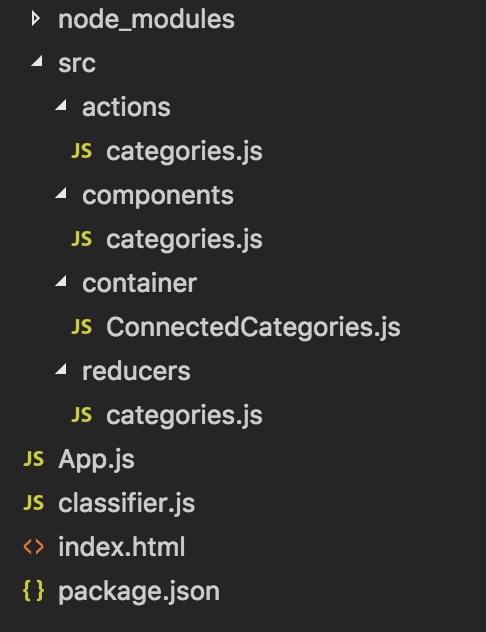 node_modules
src
actions
JS categories.js
components
JS categories.js
container
JS ConnectedCategories.js
reducers
JS categories.js
JS App.js
JS classifier.js
<> index.html
{} package.json